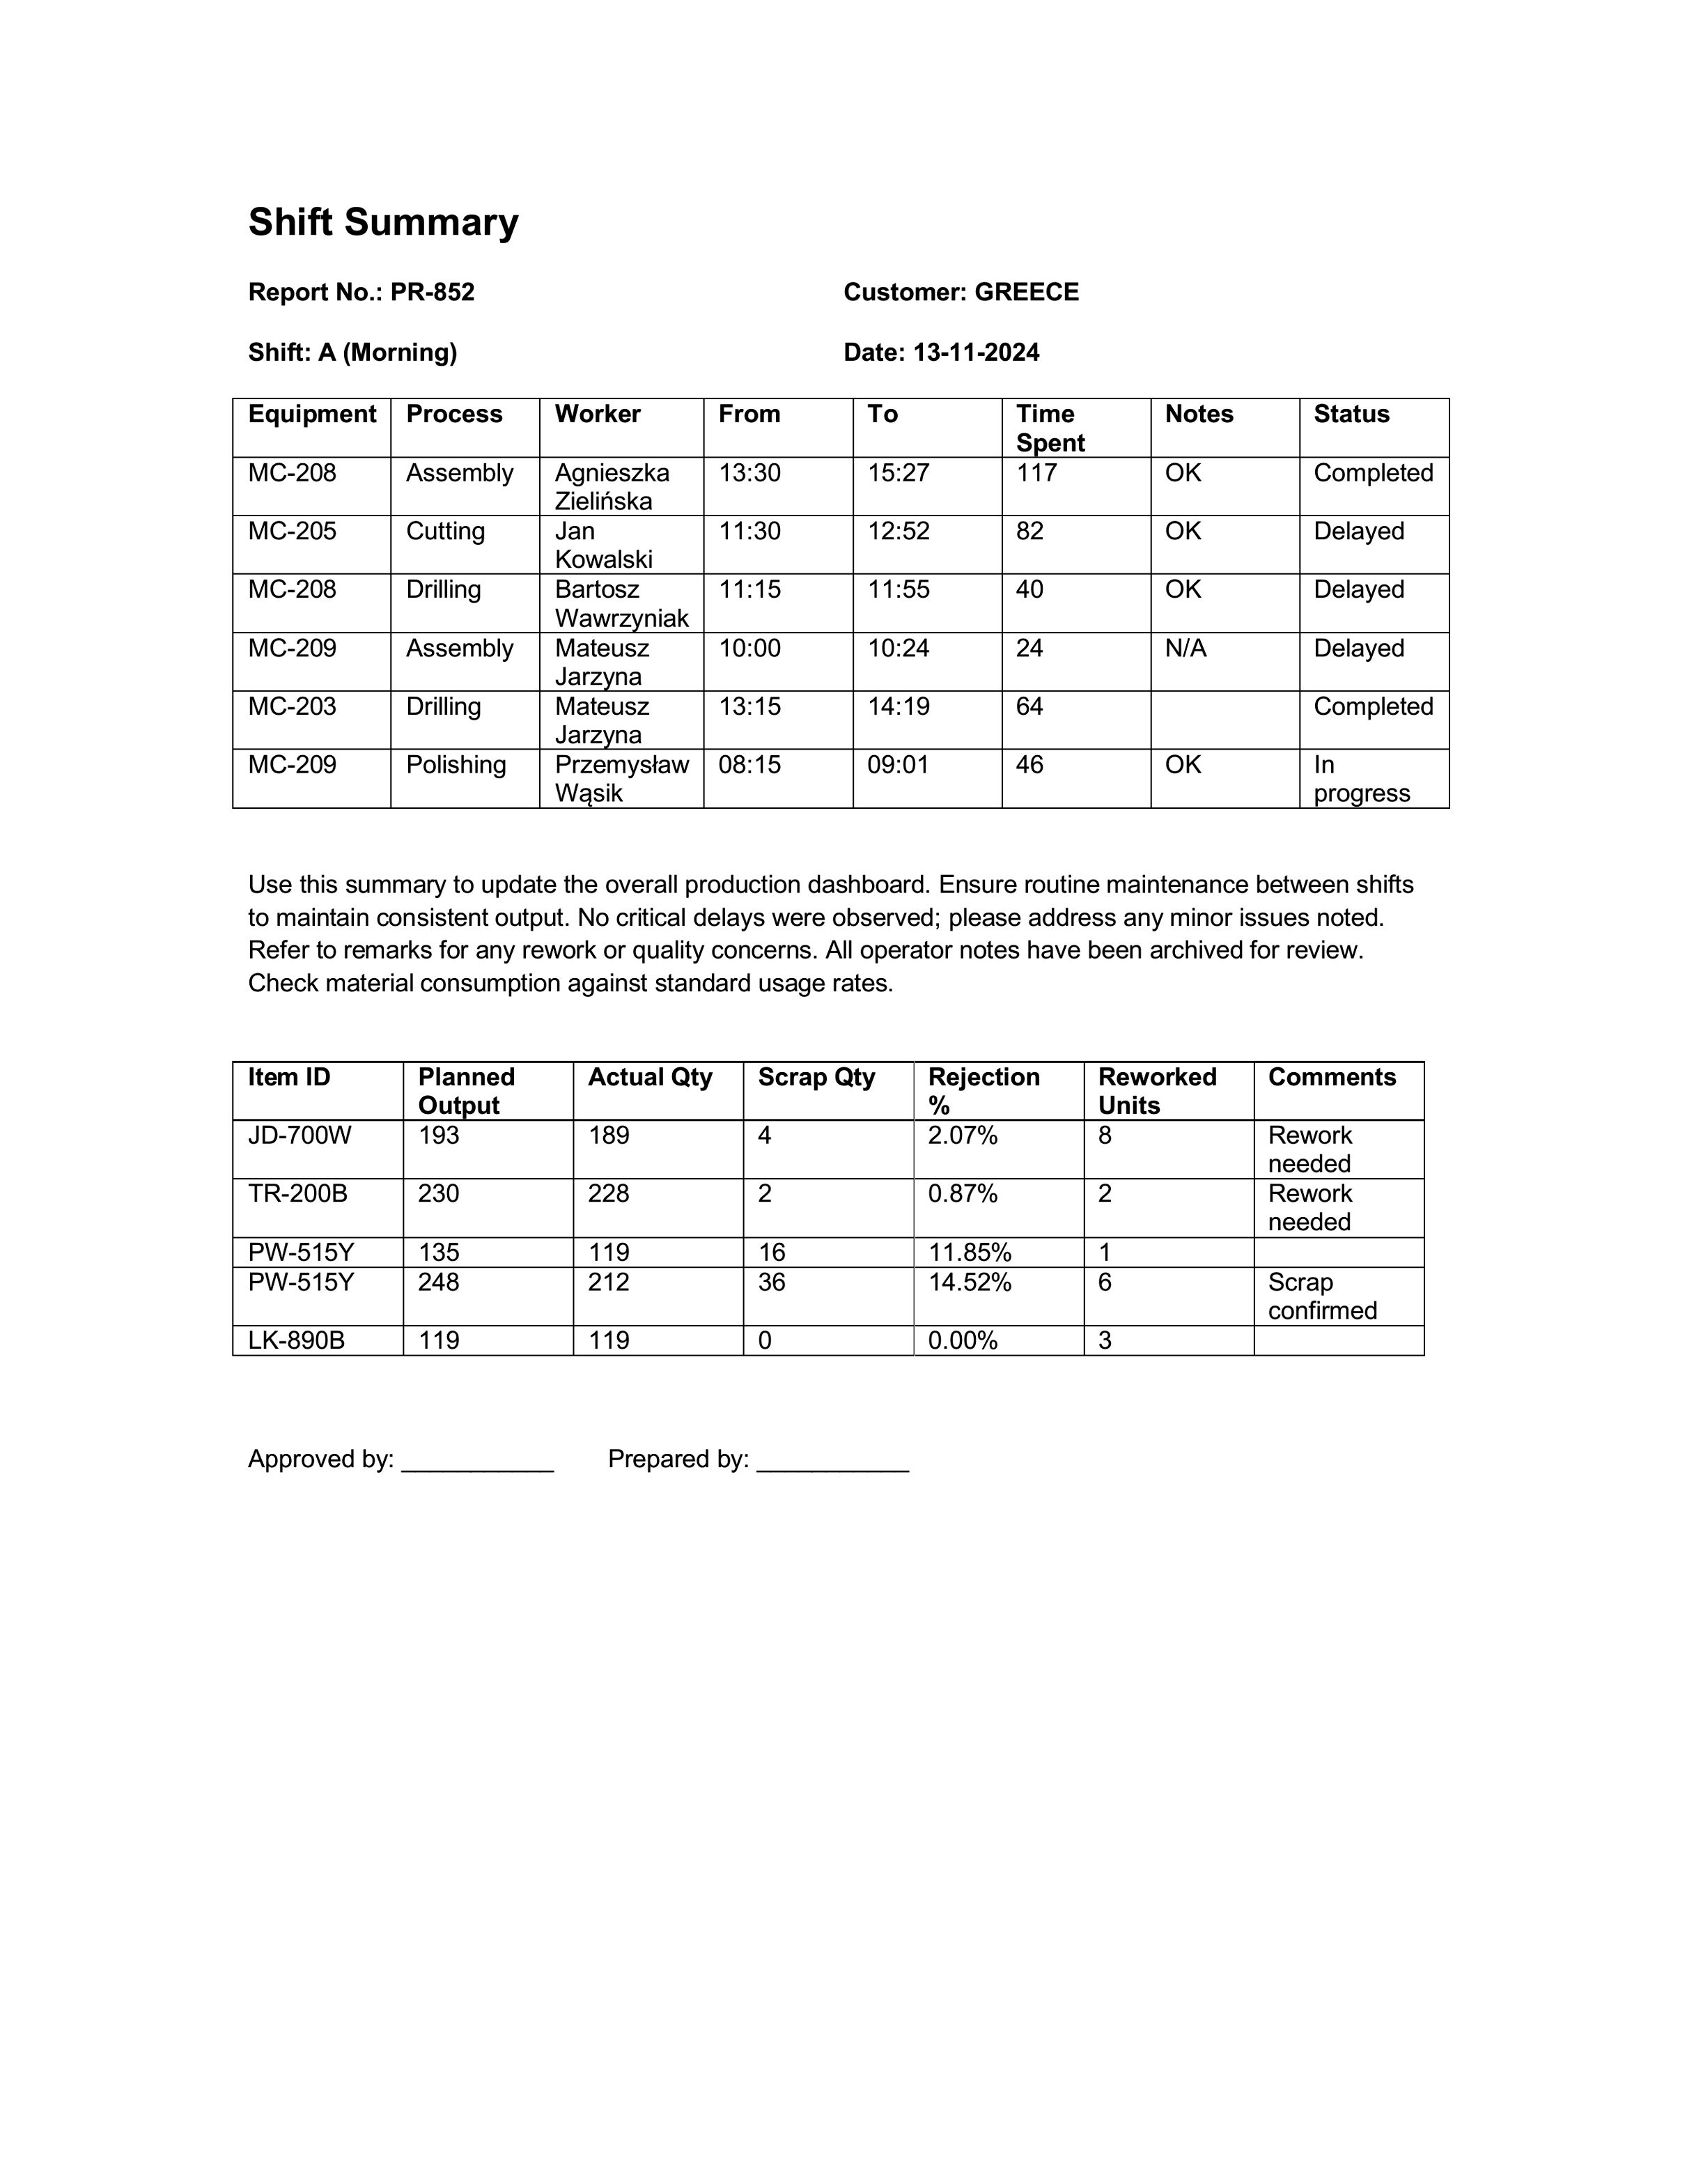 Shift Summary
Report No.: PR-852 Customer: GREECE
Shift: A (Morning) Date: 13-11-2024
Equipment Process Worker From To Time Spent Notes Status
MC-208 Assembly Agnieszka Zielińska 13:30 15:27 117 OK Completed
MC-205 Cutting Jan Kowalski 11:30 12:52 82 OK Delayed
MC-208 Drilling Bartosz Wawrzyniak 11:15 11:55 40 OK Delayed
MC-209 Assembly Mateusz Jarzyna 10:00 10:24 24 N/A Delayed
MC-203 Drilling Mateusz Jarzyna 13:15 14:19 64 Completed
MC-209 Polishing Przemysław Wąsik 08:15 09:01 46 OK In progress
Use this summary to update the overall production dashboard. Ensure routine maintenance between shifts
to maintain consistent output. No critical delays were observed; please address any minor issues noted.
Refer to remarks for any rework or quality concerns. All operator notes have been archived for review.
Check material consumption against standard usage rates.
Item ID Planned Output Actual Qty Scrap Qty Rejection % Reworked Units Comments
JD-700W 193 189 4 2.07% 8 Rework needed
TR-200B 230 228 2 0.87% 2 Rework needed
PW-515Y 135 119 16 11.85% 1
PW-515Y 248 212 36 14.52% 6 Scrap confirmed
LK-890B 119 119 0 0.00% 3
Approved by: ___________ Prepared by: ___________